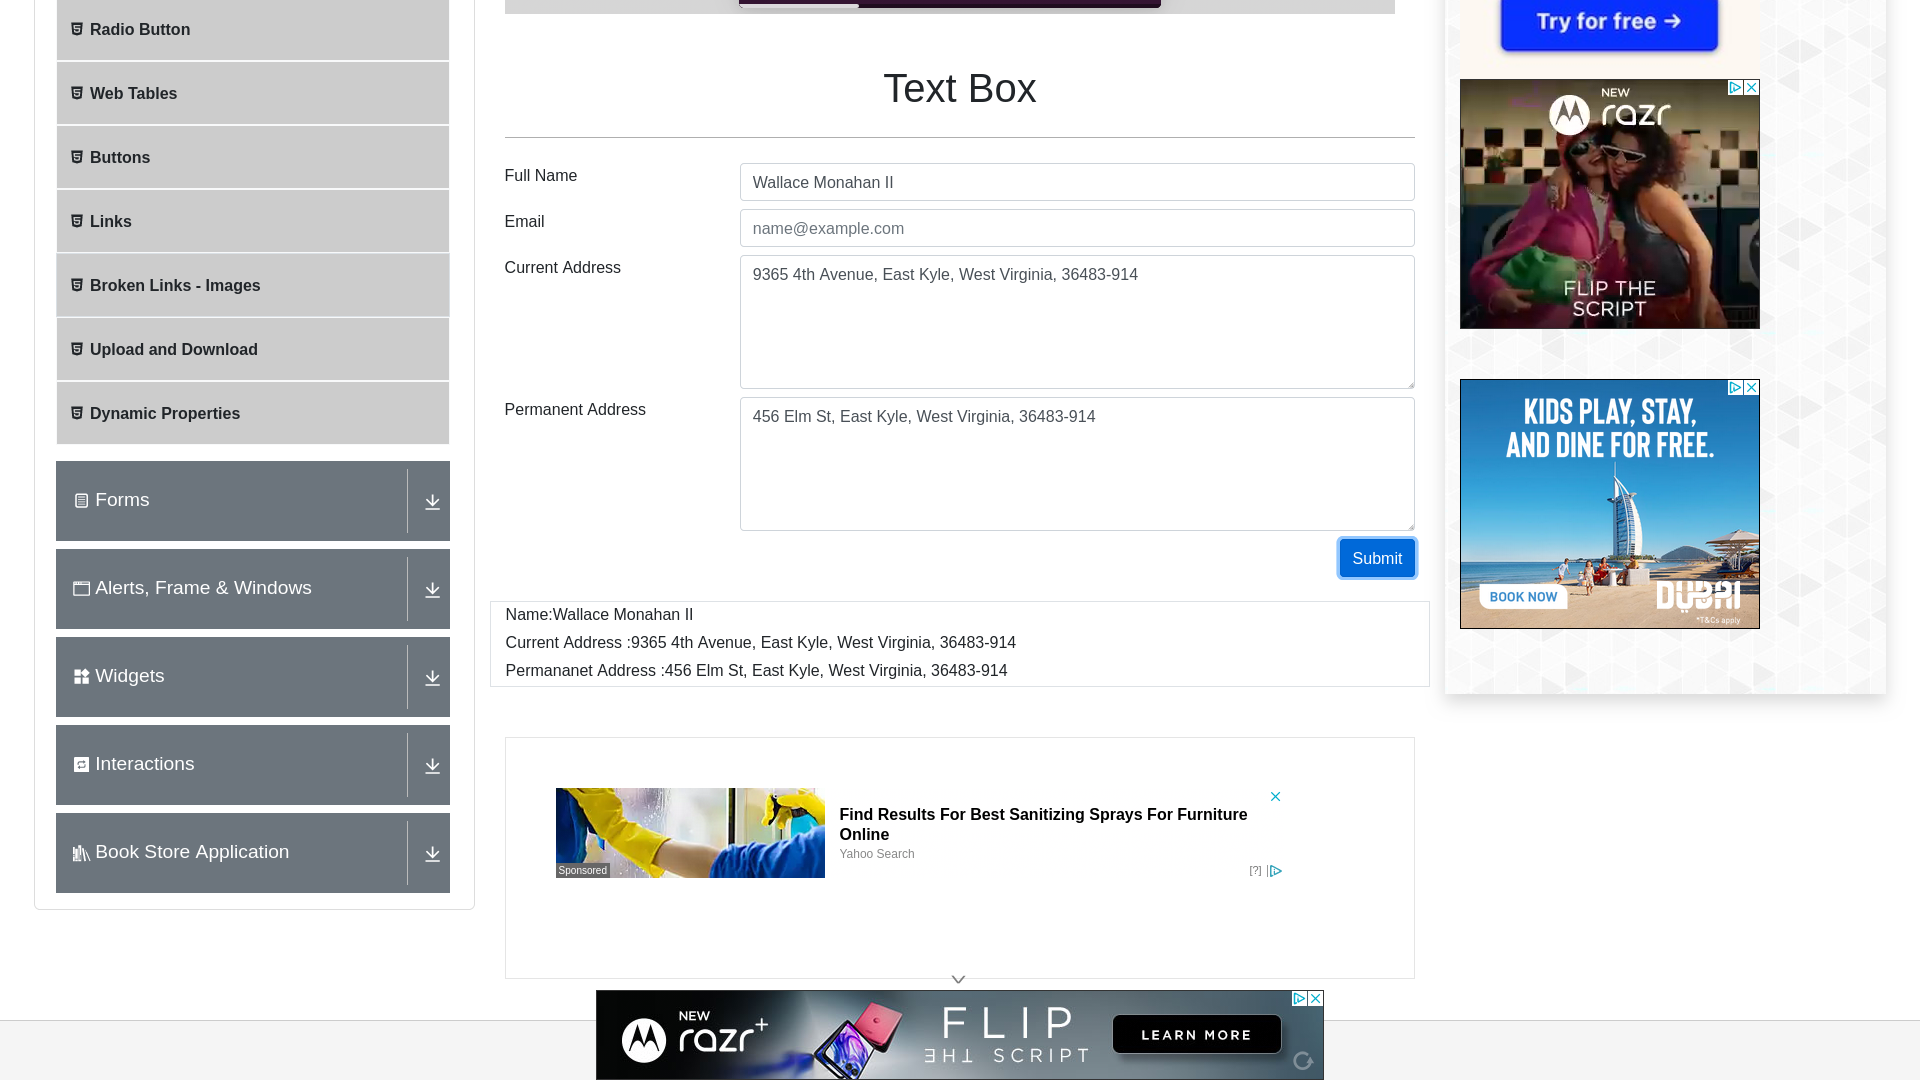 Radio Button
Web Tables
Buttons
Links
Broken Links - Images
Upload and Download
Dynamic Properties
Forms
Alerts, Frame & Windows
Widgets
Interactions
Book Store Application
Text Box
Full Name
Wallace Monahan II
Email
name@example.com
Current Address
9365 4th Avenue, East Kyle, West Virginia, 36483-914
Permanent Address
456 Elm St, East Kyle, West Virginia, 36483-914
Submit
Name:Wallace Monahan II
Current Address :9365 4th Avenue, East Kyle, West Virginia, 36483-914
Permananet Address :456 Elm St, East Kyle, West Virginia, 36483-914
Sponsored
Find Results For Best Sanitizing Sprays For Furniture
Online
Yahoo Search
[?]
Try for free →
NEW
razr
FLIP THE
SCRIPT
KIDS PLAY, STAY,
AND DINE FOR FREE.
BOOK NOW
DUBAI
*T&Cs apply
NEW
razr+
FLIP
THE SCRIPT
LEARN MORE